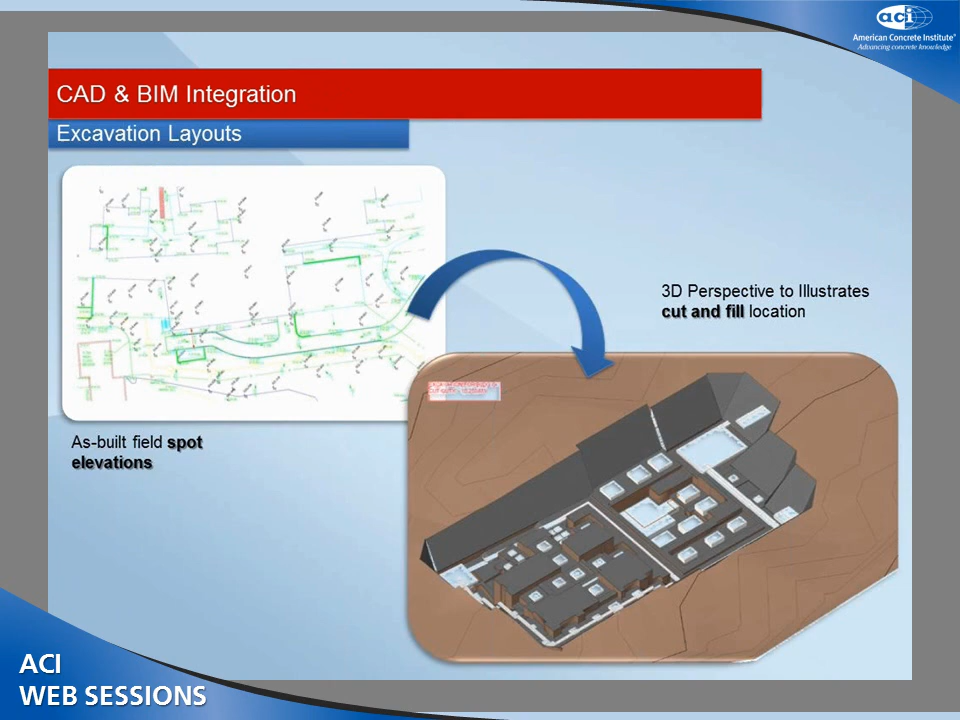 aci
American Concrete Institute®
Advancing concrete knowledge
CAD & BIM Integration
Excavation Layouts
3D Perspective to Illustrates
cut and fill location
As-built field spot
elevations
ACI
WEB SESSIONS